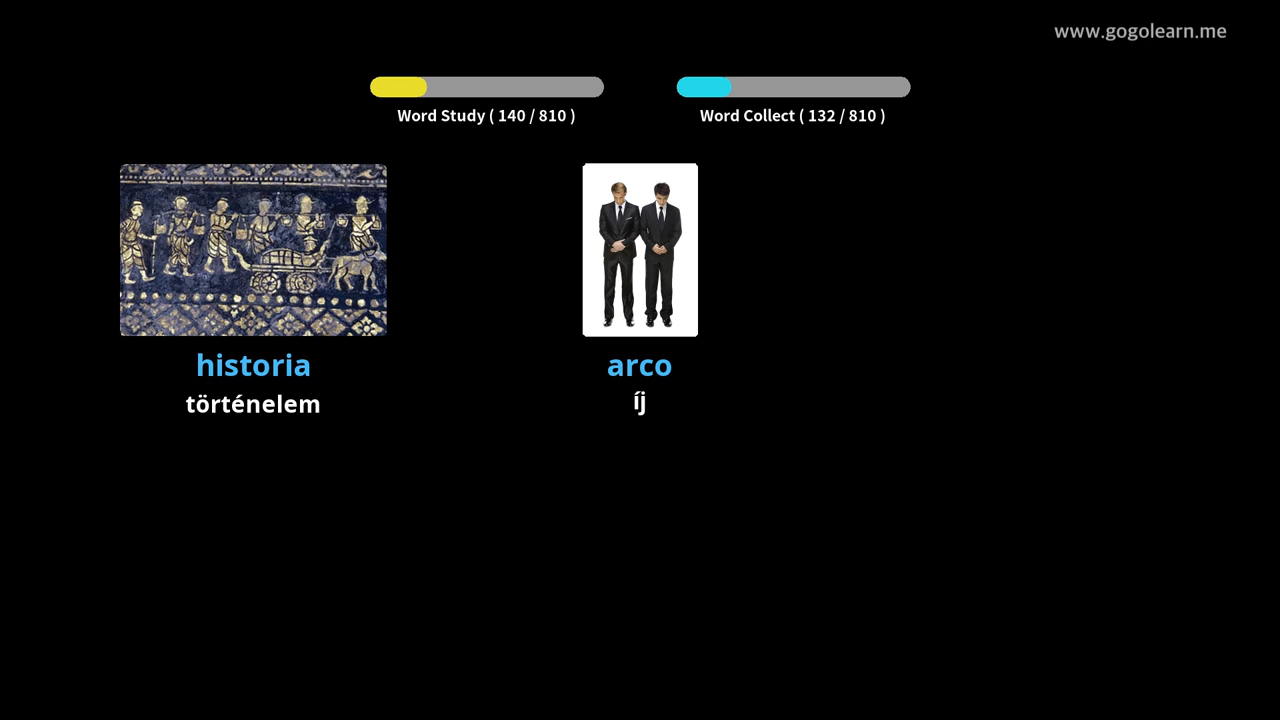 www.gogolearn.me
Word Study ( 140 / 810 )
Word Collect ( 132 / 810 )
historia
történelem
arco
íj